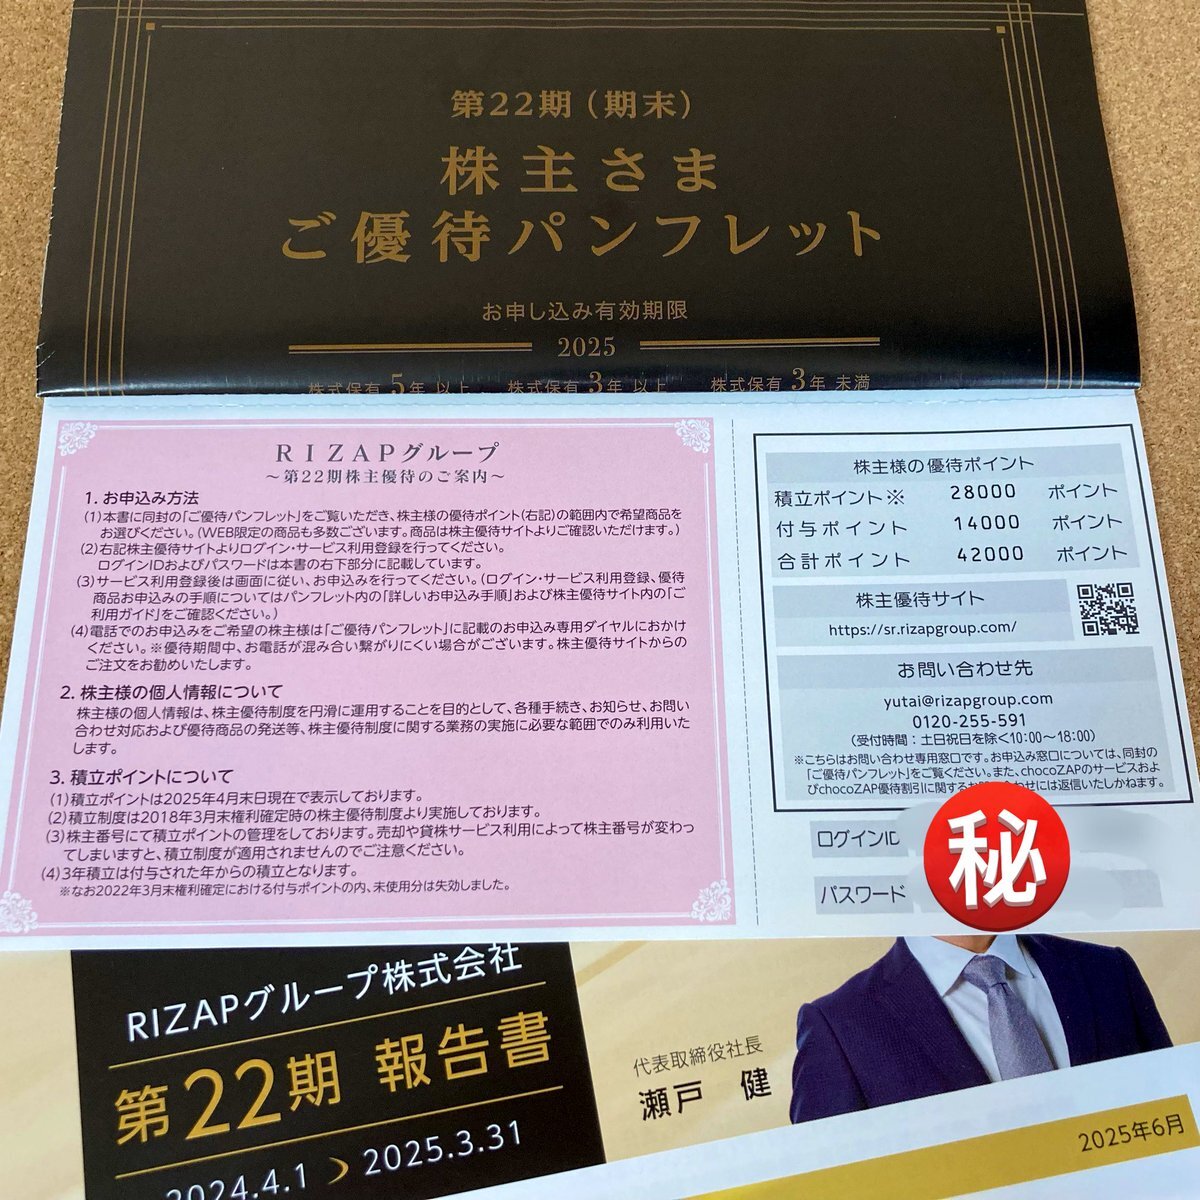 第22期(期末)
株主さま
ご優待パンフレット
お申し込み有効期限
2025
株式保有 5年 以上 株式保有 3年 以上 株式保有 3年 未満
RIZAPグループ
～第22期株主優待のご案内～
1. お申込み方法
(1)本書に同封の「ご優待パンフレット」をご覧いただき、株主様の優待ポイント(右記)の範囲内で希望商品を
お選びください。(WEB限定の商品も多数ございます。商品は株主優待サイトよりご確認いただけます。)
(2)右記株主優待サイトよりログイン・サービス利用登録を行ってください。
ログインIDおよびパスワードは本書の右下部分に記載しています。
(3)サービス利用登録後は画面に従い、お申込みを行ってください。(ログイン・サービス利用登録、優待
商品お申込みの手順についてはパンフレット内の「詳しいお申込み手順」および株主優待サイト内の「ご
利用ガイド」をご確認ください。)
(4)電話でのお申込みをご希望の株主様は「ご優待パンフレット」に記載のお申込み専用ダイヤルにおかけ
ください。※優待期間中、お電話が混み合い繋がりにくい場合がございます。株主優待サイトからの
ご注文をお勧めいたします。
2. 株主様の個人情報について
株主様の個人情報は、株主優待制度を円滑に運用することを目的として、各種手続き、お知らせ、お問い
合わせ対応および優待商品の発送等、株主優待制度に関する業務の実施に必要な範囲でのみ利用いた
します。
3. 積立ポイントについて
(1)積立ポイントは2025年4月末日現在で表示しております。
(2)積立制度は2018年3月末権利確定時の株主優待制度より実施しております。
(3)株主番号にて積立ポイントの管理をしております。売却や貸株サービス利用によって株主番号が変わっ
てしまいますと、積立制度が適用されませんのでご注意ください。
(4)3年積立は付与された年からの積立となります。
※なお2022年3月末権利確定における付与ポイントの内、未使用分は失効しました。
株主様の優待ポイント
積立ポイント※ 28000 ポイント
付与ポイント 14000 ポイント
合計ポイント 42000 ポイント
株主優待サイト
https://sr.rizapgroup.com/
お問い合わせ先
yutai@rizapgroup.com
0120-255-591
(受付時間:土日祝日を除く10:00～18:00)
※こちらはお問い合わせ専用窓口です。お申込み窓口については、同封の
「ご優待パンフレット」をご覧ください。また、chocoZAPのサービスおよ
びchocoZAP優待割引に関するお問い合わせには返信いたしかねます。
ログインID
秘
パスワード
RIZAPグループ株式会社
第22期 報告書
2024.4.1 > 2025.3.31
代表取締役社長
瀬戸 健
2025年6月